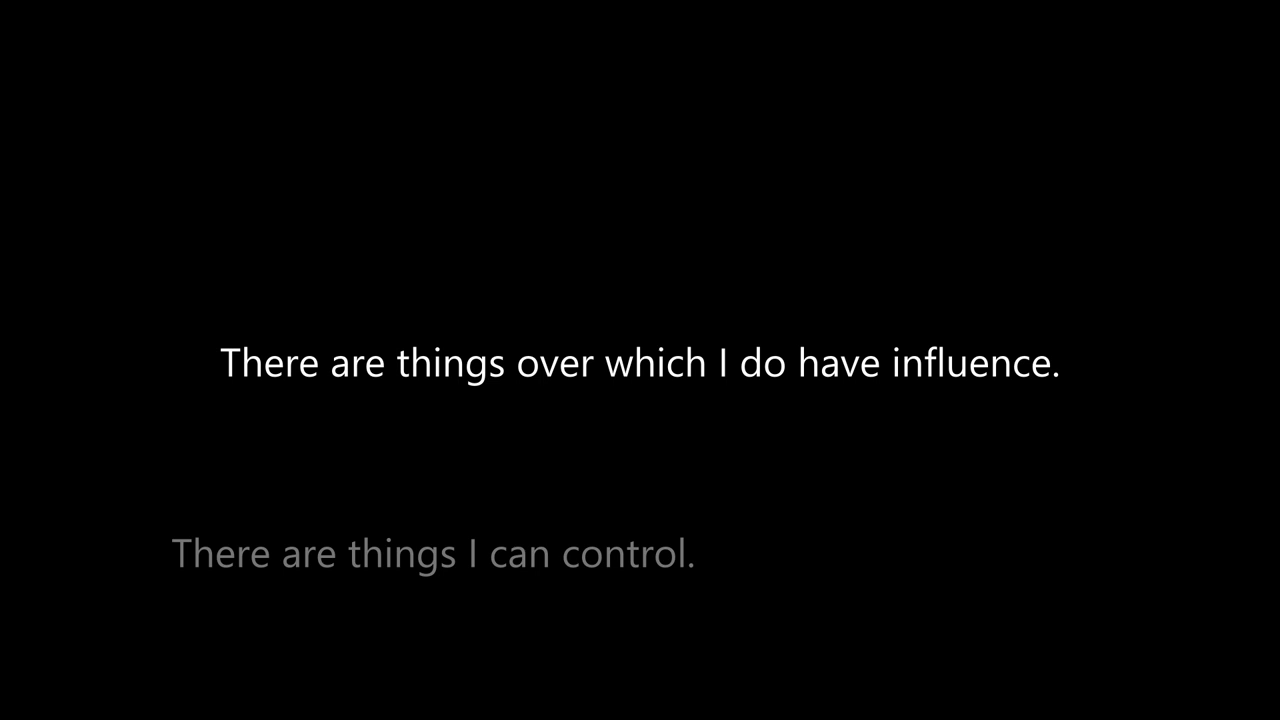 There are things over which I do have influence.
There are things I can control.